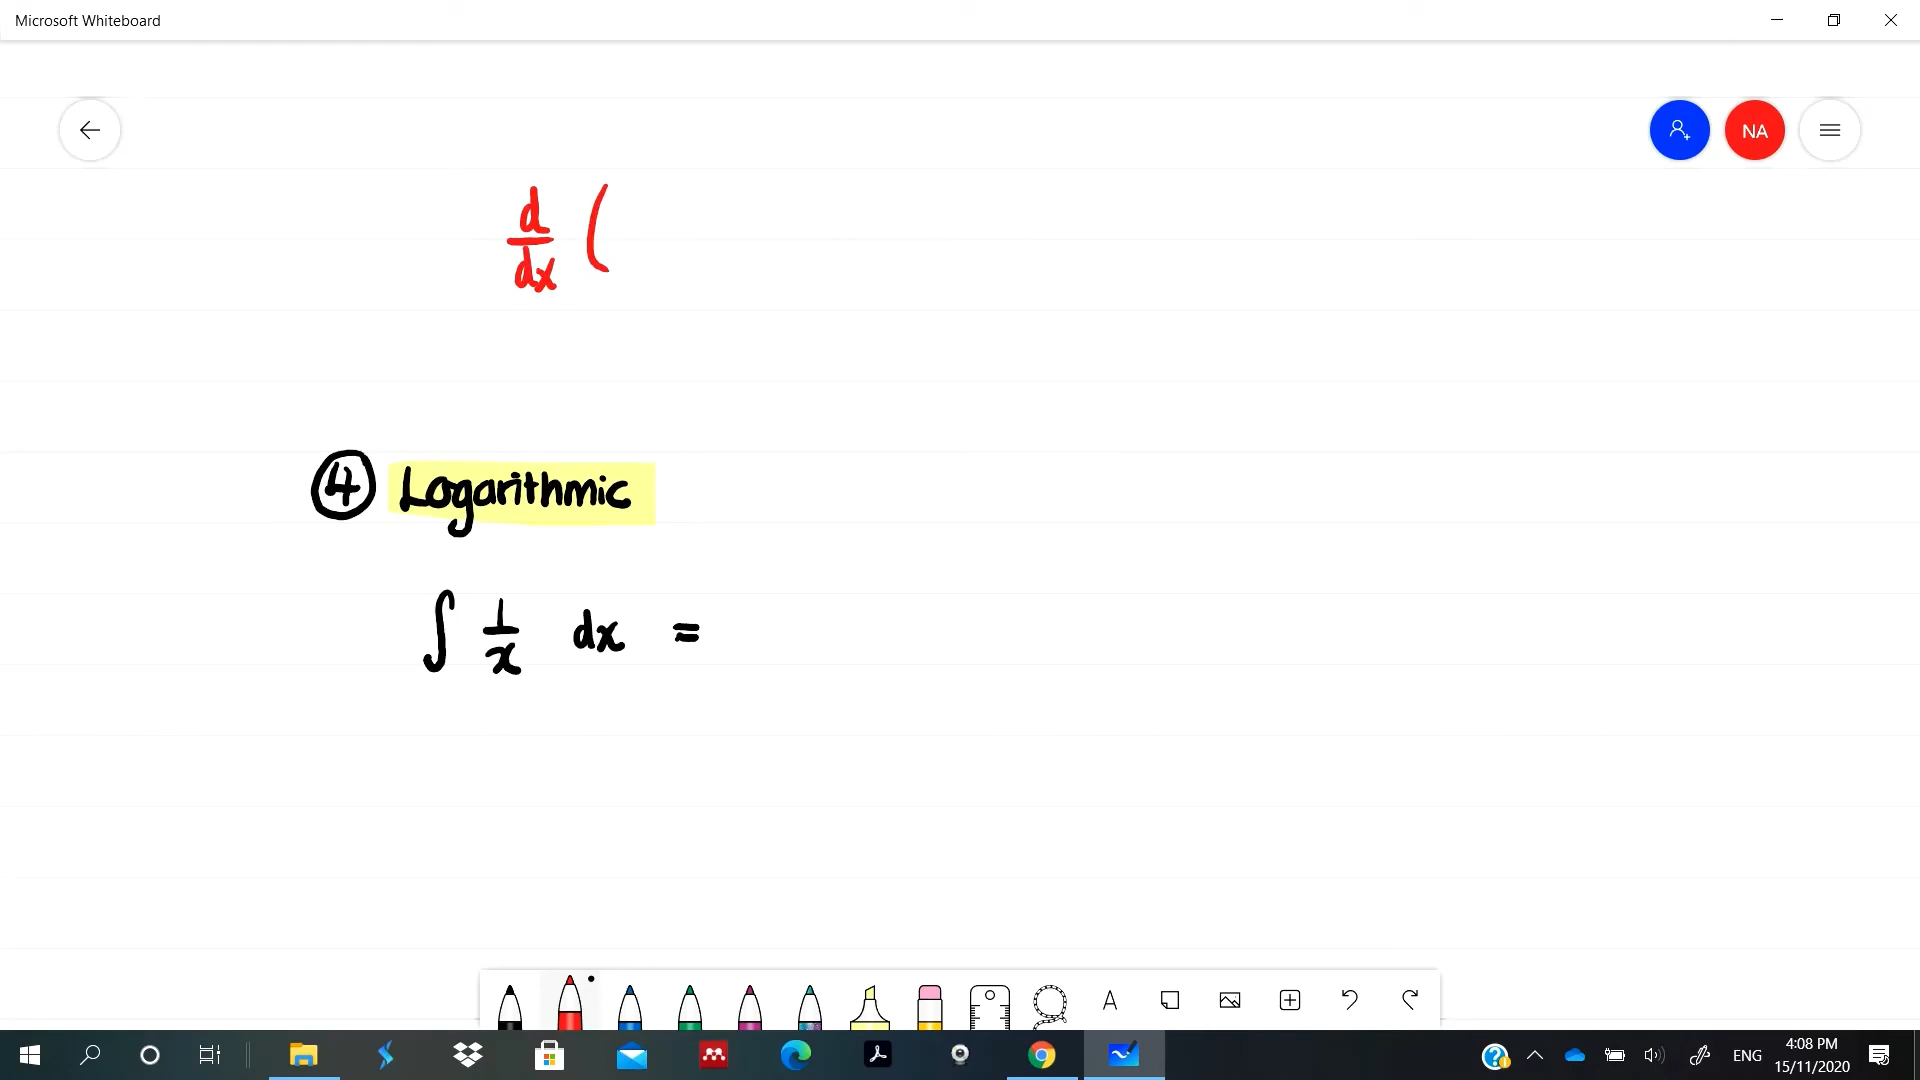 Microsoft Whiteboard
NA
d/dx (
④ Logarithmic
∫ 1/x dx =
A
ENG
4:08 PM
15/11/2020